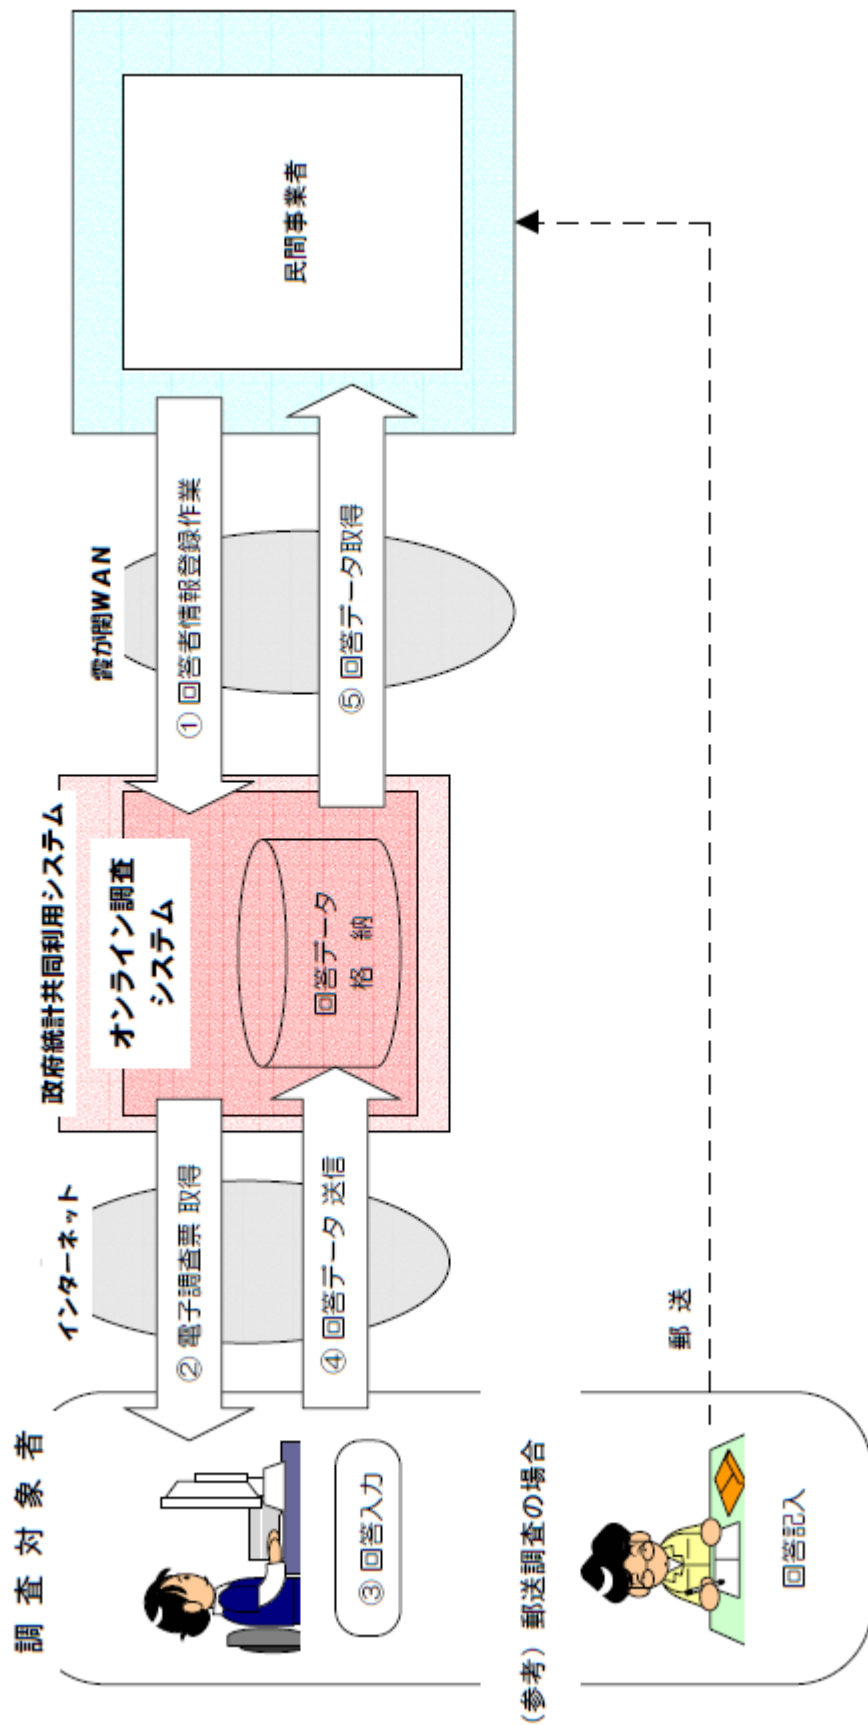 調査対象者
インターネット
政府統計共同利用システム
霞が関WAN
オンライン調査
システム
民間事業者
① 回答者情報登録作業
② 電子調査票 取得
③ 回答入力
④ 回答データ 送信
回答データ
格 納
⑤ 回答データ取得
(参考) 郵送調査の場合
郵 送
回答記入